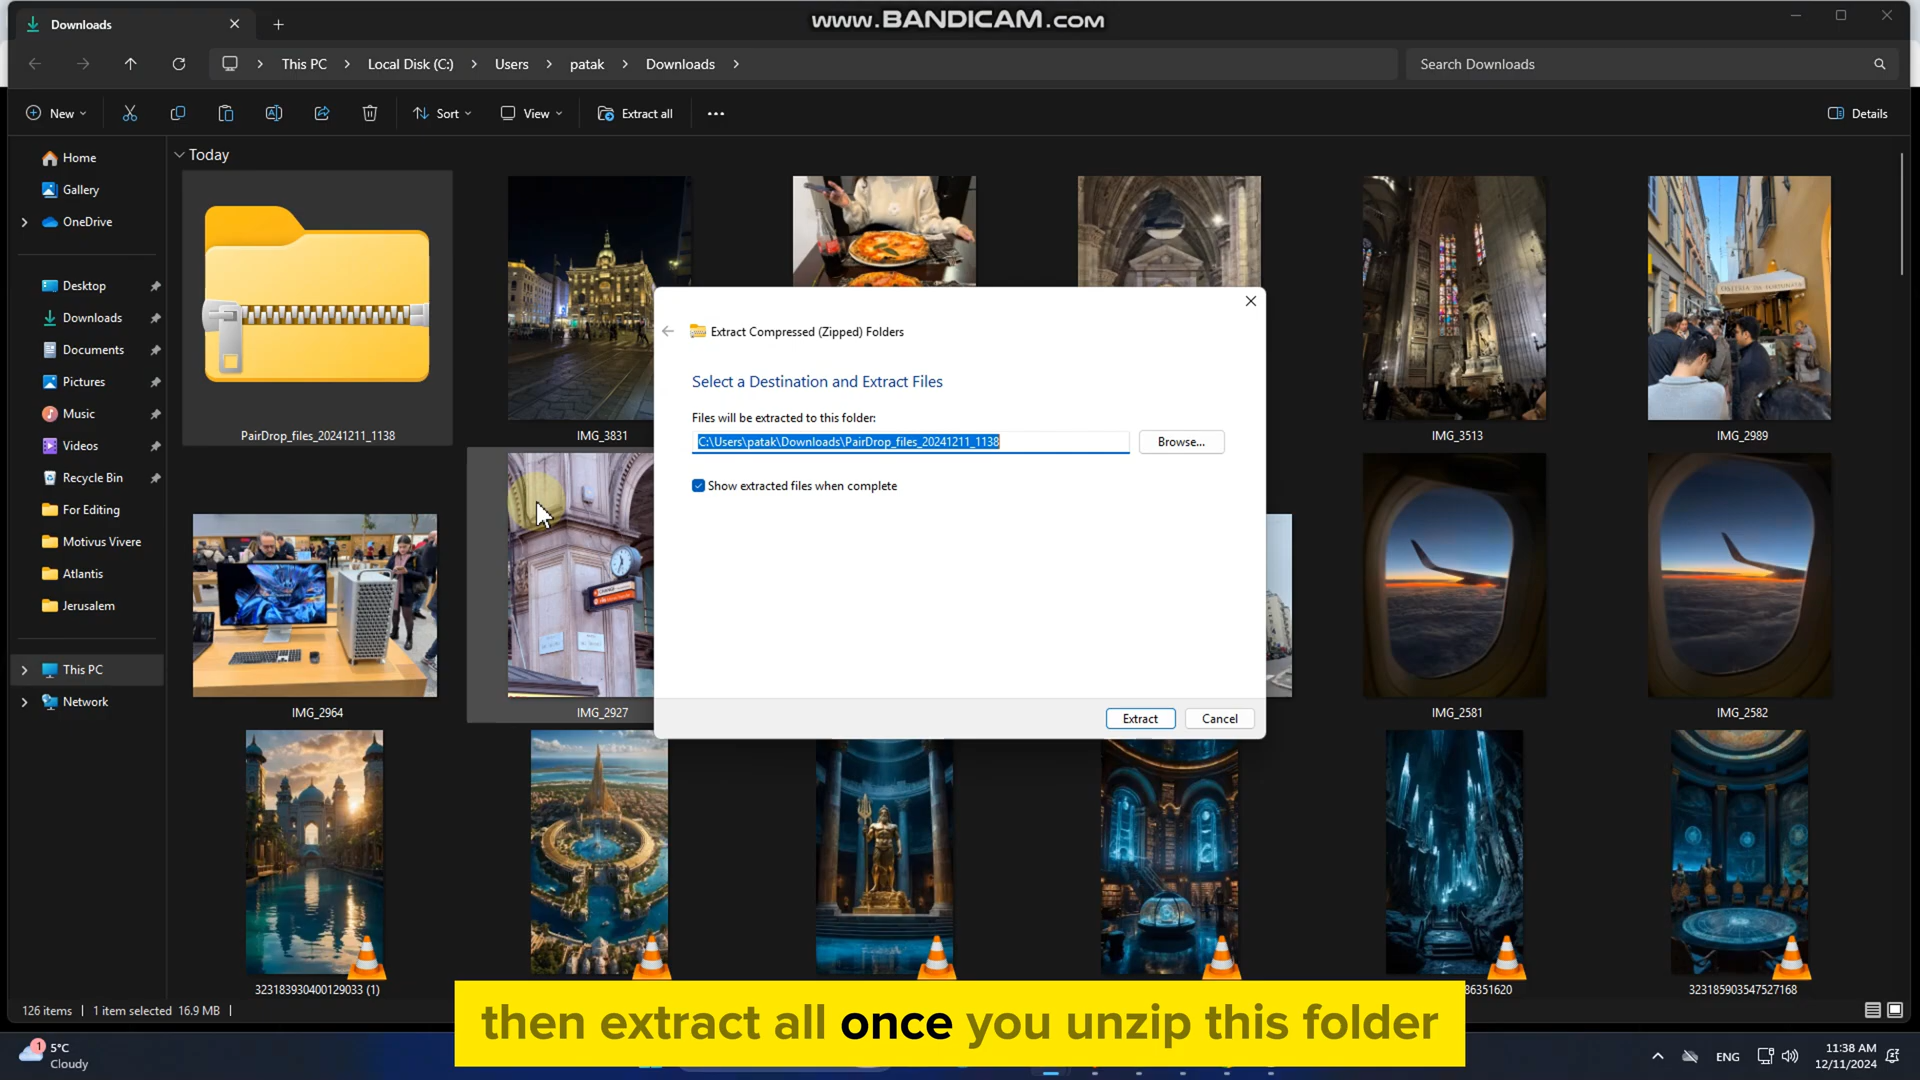 Downloads
www.BANDICAM.com
This PC
Local Disk (C:)
Users
patak
Downloads
Search Downloads
New
Sort
View
Extract all
Details
Home
Gallery
OneDrive
Desktop
Downloads
Documents
Pictures
Music
Videos
Recycle Bin
For Editing
Motivus Vivere
Atlantis
Jerusalem
This PC
Network
Today
PairDrop_files_20241211_1138
IMG_3831
IMG_3513
IMG_2989
Extract Compressed (Zipped) Folders
Select a Destination and Extract Files
Files will be extracted to this folder:
C:\Users\patak\Downloads\PairDrop_files_20241211_1138
Browse...
Show extracted files when complete
Extract
Cancel
IMG_2964
IMG_2927
IMG_2581
IMG_2582
323183930400129033 (1)
86351620
323185903547527168
126 items
1 item selected 16.9 MB
then extract all once you unzip this folder
1
5°C
Cloudy
ENG
11:38 AM
12/11/2024